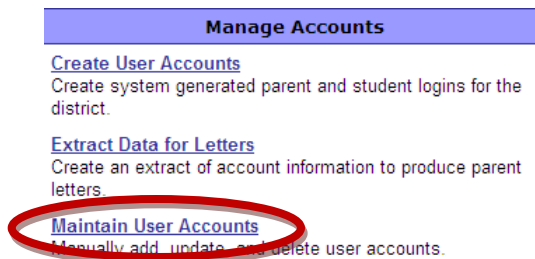 Manage Accounts
Create User Accounts
Create system generated parent and student logins for the
district.
Extract Data for Letters
Create an extract of account information to produce parent
letters.
Maintain User Accounts
Manually add, update, and delete user accounts.